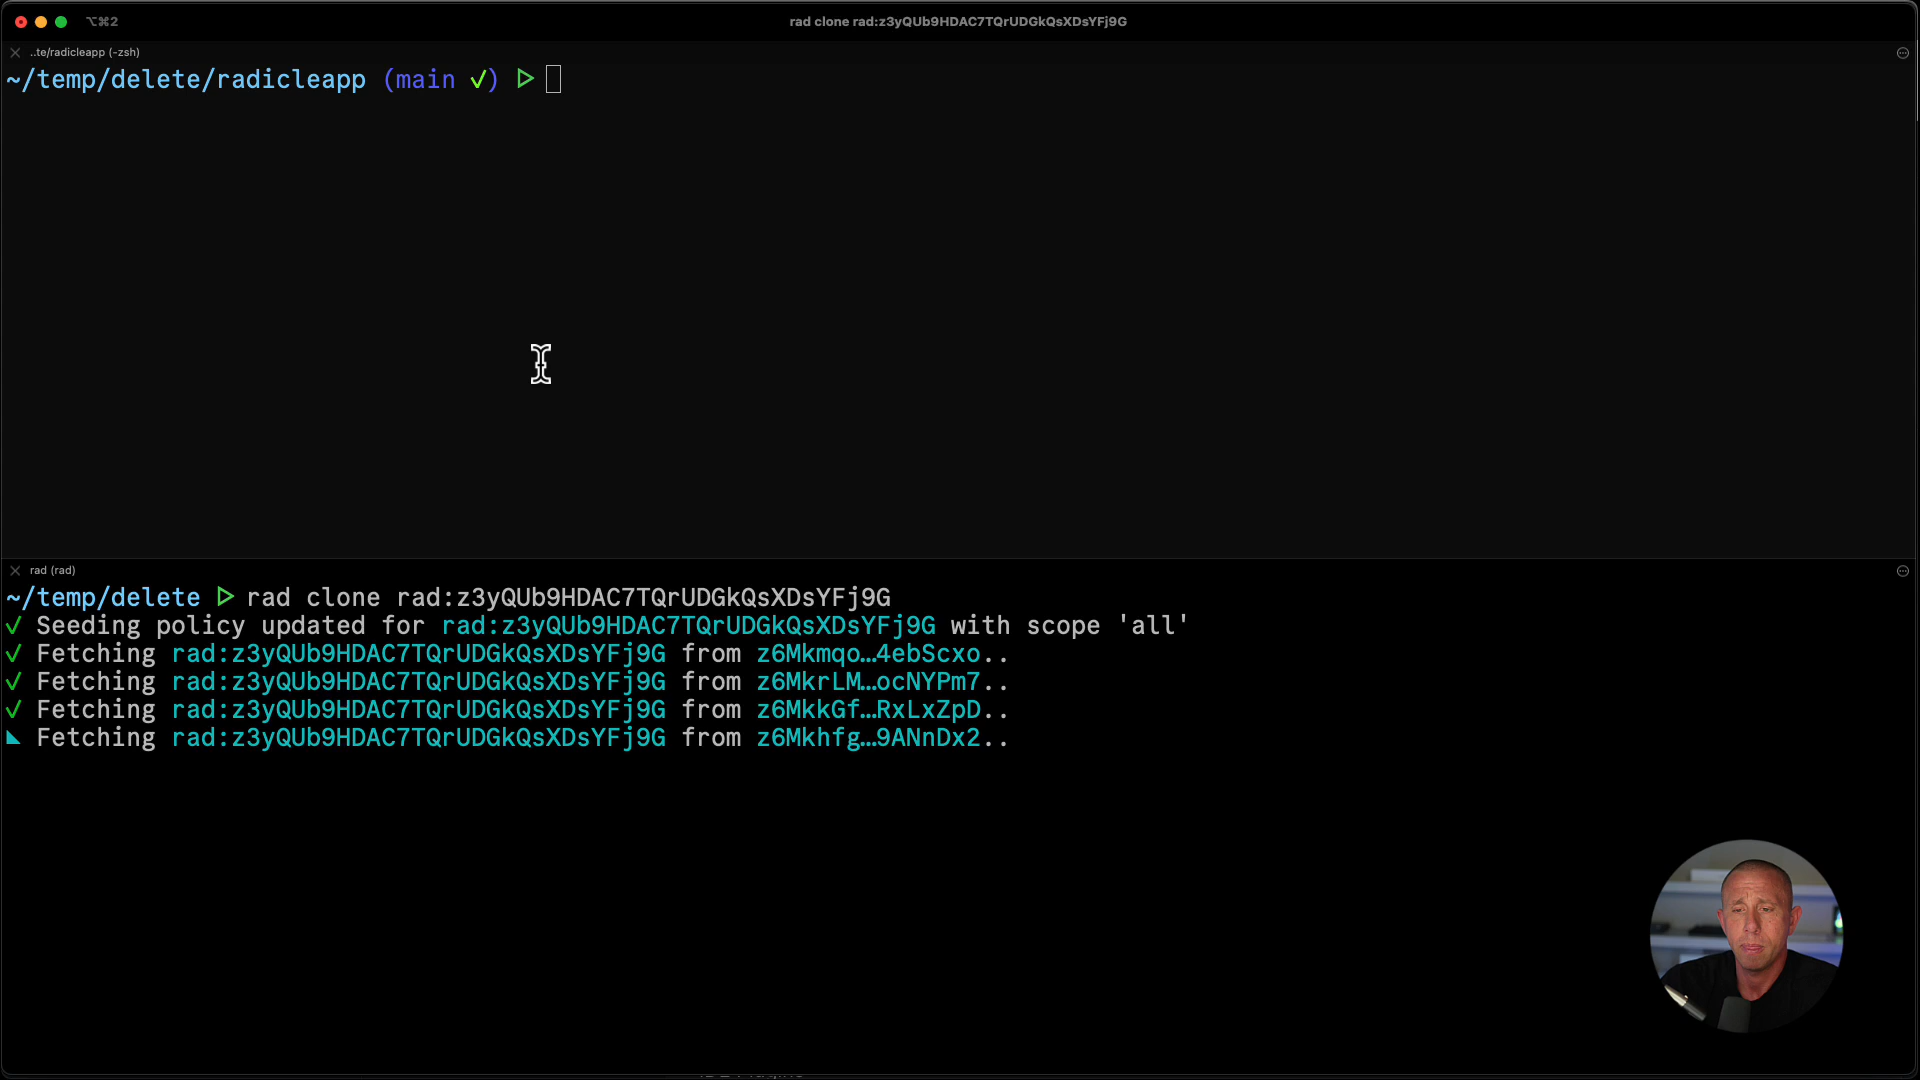 ⌥⌘2
rad clone rad:z3yQUb9HDAC7TQrUDGkQsXDsYFj9G
..te/radicleapp (-zsh)
~/temp/delete/radicleapp (main ✓) ▷
rad (rad)
~/temp/delete ▷ rad clone rad:z3yQUb9HDAC7TQrUDGkQsXDsYFj9G
✓ Seeding policy updated for rad:z3yQUb9HDAC7TQrUDGkQsXDsYFj9G with scope 'all'
✓ Fetching rad:z3yQUb9HDAC7TQrUDGkQsXDsYFj9G from z6Mkmqo…4ebScxo..
✓ Fetching rad:z3yQUb9HDAC7TQrUDGkQsXDsYFj9G from z6MkrLM…ocNYPm7..
✓ Fetching rad:z3yQUb9HDAC7TQrUDGkQsXDsYFj9G from z6MkkGf…RxLxZpD..
◣ Fetching rad:z3yQUb9HDAC7TQrUDGkQsXDsYFj9G from z6Mkhfg…9ANnDx2..